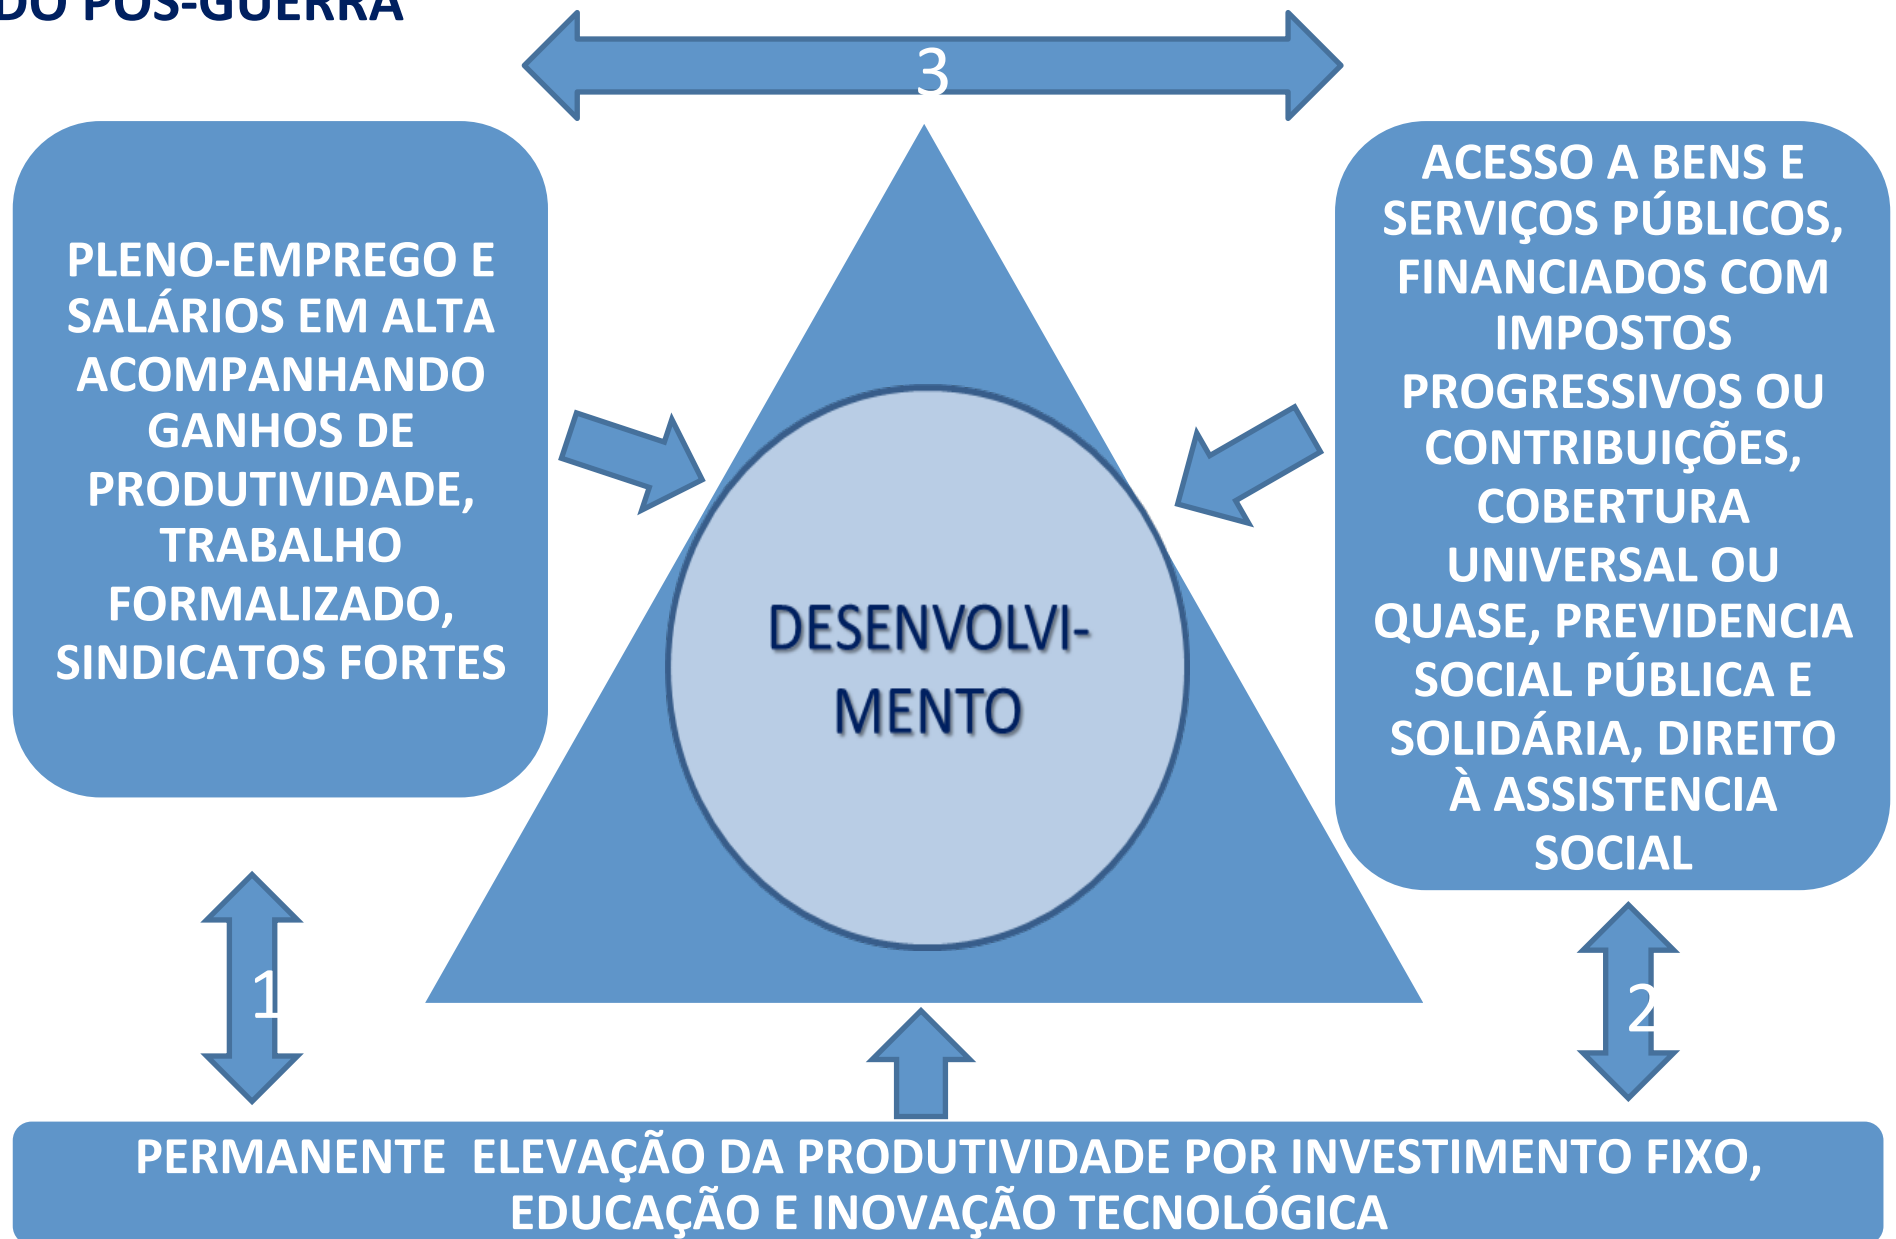 DO PÓS-GUERRA
3
PLENO-EMPREGO E
SALÁRIOS EM ALTA
ACOMPANHANDO
GANHOS DE
PRODUTIVIDADE,
TRABALHO
FORMALIZADO,
SINDICATOS FORTES
ACESSO A BENS E
SERVIÇOS PÚBLICOS,
FINANCIADOS COM
IMPOSTOS
PROGRESSIVOS OU
CONTRIBUIÇÕES,
COBERTURA
UNIVERSAL OU
QUASE, PREVIDENCIA
SOCIAL PÚBLICA E
SOLIDÁRIA, DIREITO
À ASSISTENCIA
SOCIAL
DESENVOLVI-
MENTO
1
2
PERMANENTE ELEVAÇÃO DA PRODUTIVIDADE POR INVESTIMENTO FIXO,
EDUCAÇÃO E INOVAÇÃO TECNOLÓGICA